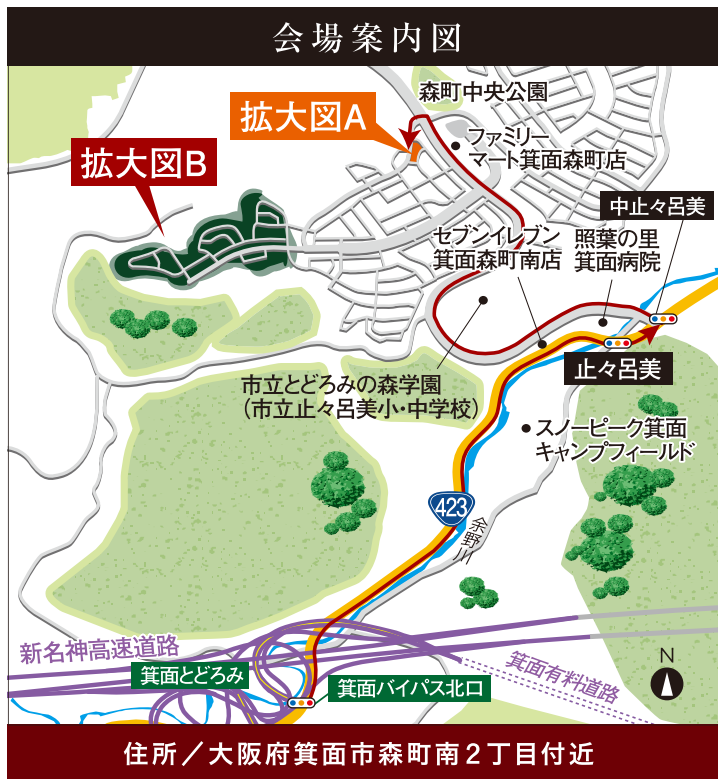 会場案内図
森町中央公園
拡大図A
ファミリー
マート箕面森町店
拡大図B
中止々呂美
セブンイレブン
箕面森町南店
照葉の里
箕面病院
止々呂美
市立とどろみの森学園
(市立止々呂美小・中学校)
スノーピーク箕面
キャンプフィールド
423
余野川
新名神高速道路
箕面とどろみ
箕面有料道路
N
箕面バイパス北口
住所／大阪府箕面市森町南2丁目付近